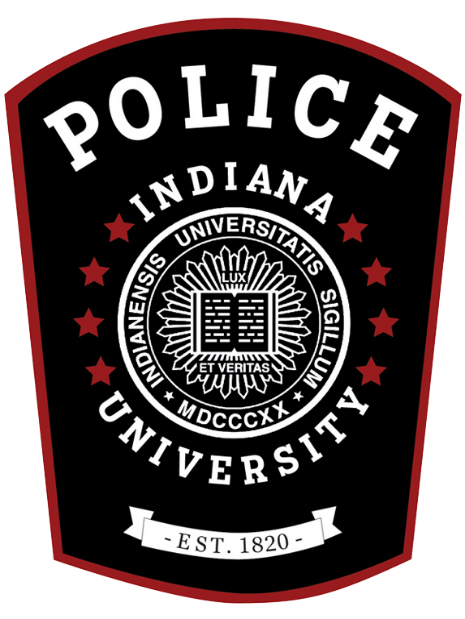 POLICE
INDIANA
INDIANENSIS UNIVERSITATIS SIGILLUM
LUX
ET VERITAS
MDCCCXX
UNIVERSITY
- EST. 1820 -